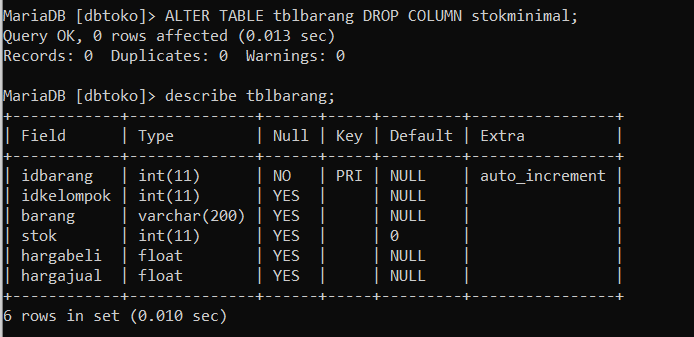 MariaDB [dbtoko]> ALTER TABLE tblbarang DROP COLUMN stokminimal;
Query OK, 0 rows affected (0.013 sec)
Records: 0  Duplicates: 0  Warnings: 0
MariaDB [dbtoko]> describe tblbarang;
+------------+--------------+------+-----+---------+----------------+
| Field      | Type         | Null | Key | Default | Extra          |
+------------+--------------+------+-----+---------+----------------+
| idbarang   | int(11)      | NO   | PRI | NULL    | auto_increment |
| idkelompok | int(11)      | YES  |     | NULL    |                |
| barang     | varchar(200) | YES  |     | NULL    |                |
| stok       | int(11)      | YES  |     | 0       |                |
| hargabeli  | float        | YES  |     | NULL    |                |
| hargajual  | float        | YES  |     | NULL    |                |
+------------+--------------+------+-----+---------+----------------+
6 rows in set (0.010 sec)